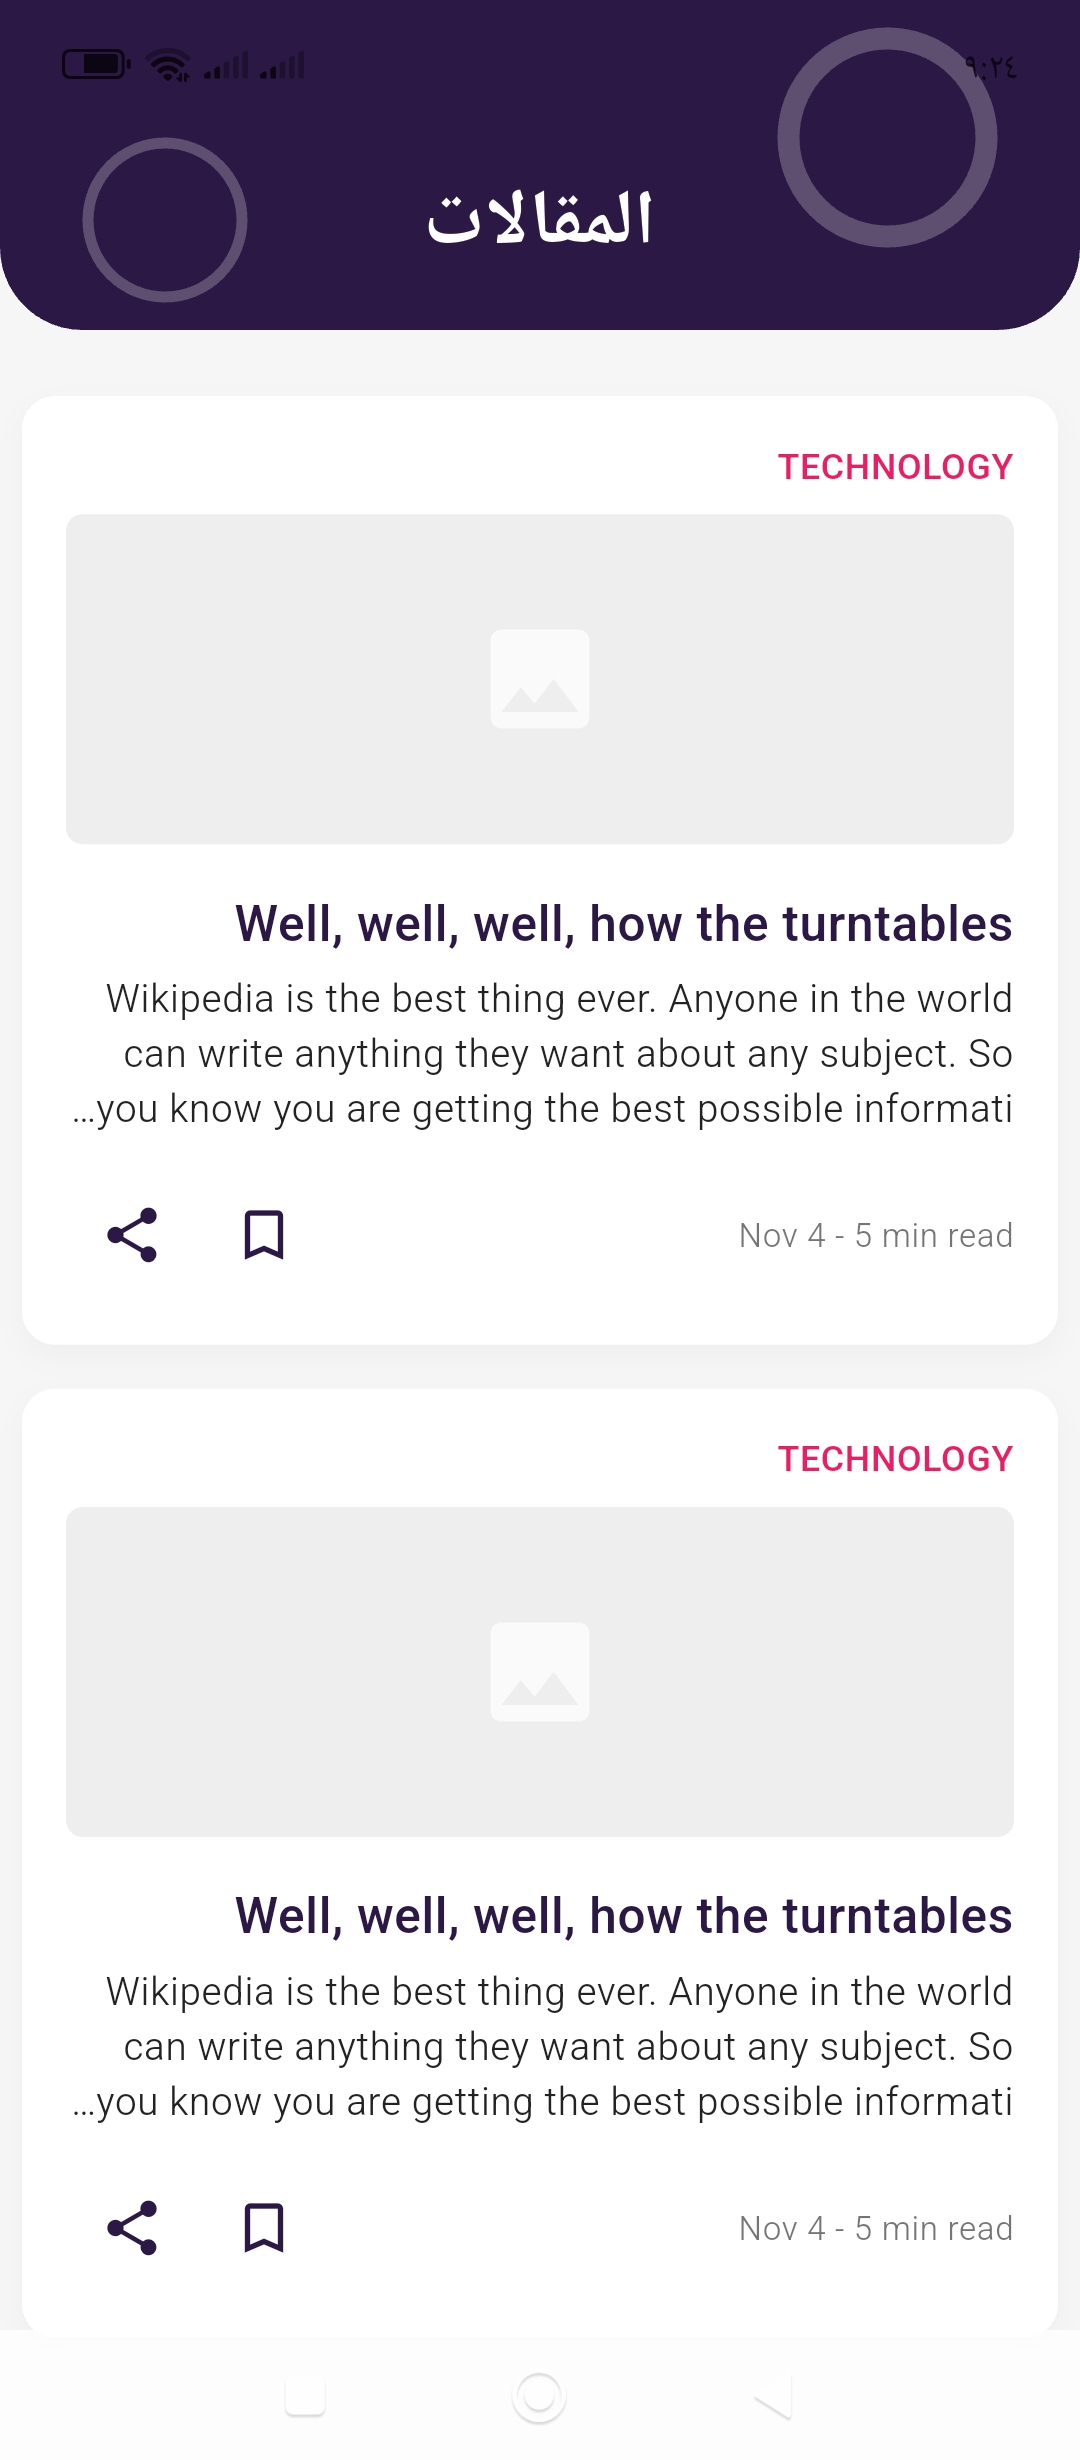 ٩:٢٤
المقالات
TECHNOLOGY
Well, well, well, how the turntables
Wikipedia is the best thing ever. Anyone in the world
can write anything they want about any subject. So
...you know you are getting the best possible informati
Nov 4 - 5 min read
TECHNOLOGY
Well, well, well, how the turntables
Wikipedia is the best thing ever. Anyone in the world
can write anything they want about any subject. So
...you know you are getting the best possible informati
Nov 4 - 5 min read